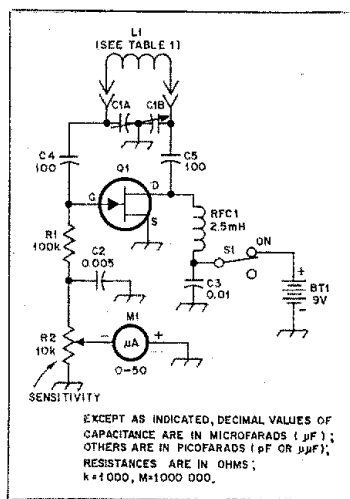 L1
(SEE TABLE 1)
C1A
C1B
C4
100
Q1
C5
100
G
D
S
RFC1
2.5mH
R1
100k
C2
0.005
S1
ON
C3
0.01
+
BT1
9V
-
R2
10k
M1
- +
μA
0-50
SENSITIVITY
EXCEPT AS INDICATED, DECIMAL VALUES OF
CAPACITANCE ARE IN MICROFARADS (μF);
OTHERS ARE IN PICOFARADS (pF OR μμF);
RESISTANCES ARE IN OHMS;
k=1000, M=1000 000.